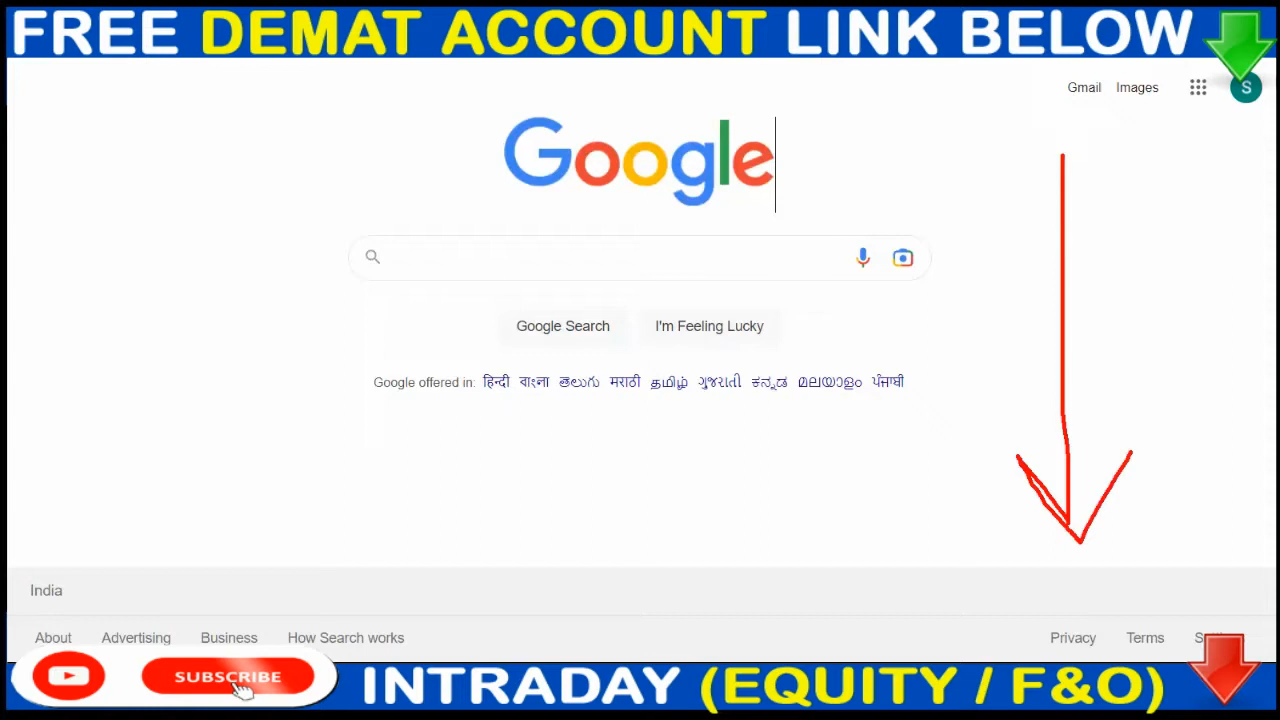 FREE DEMAT ACCOUNT LINK BELOW
Gmail Images
S
Google
Google Search I'm Feeling Lucky
Google offered in: हिन्दी বাংলা తెలుగు मराठी தமிழ் ગુજરાતી ಕನ್ನಡ മലയാളം ਪੰਜਾਬੀ
India
About Advertising Business How Search works Privacy Terms
SUBSCRIBE
INTRADAY (EQUITY / F&O)